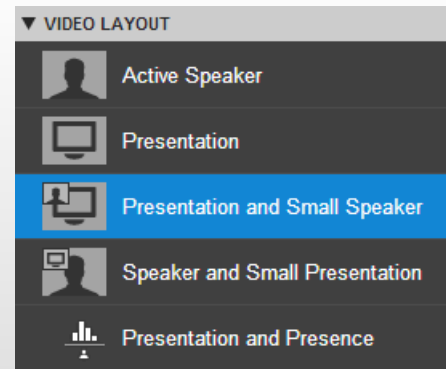 VIDEO LAYOUT
Active Speaker
Presentation
Presentation and Small Speaker
Speaker and Small Presentation
Presentation and Presence